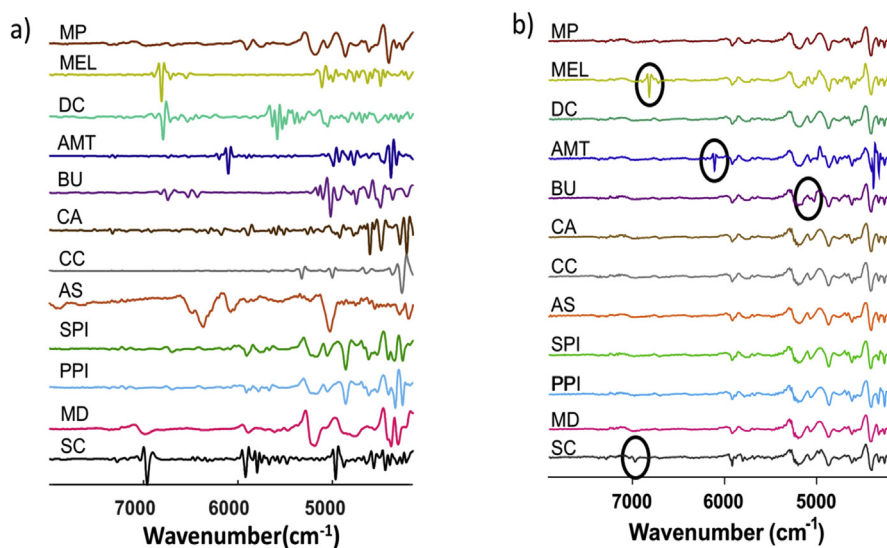 a)
MP
MEL
DC
AMT
BU
CA
CC
AS
SPI
PPI
MD
SC
7000 6000 5000
Wavenumber(cm-1)
b)
MP
MEL
DC
AMT
BU
CA
CC
AS
SPI
PPI
MD
SC
7000 6000 5000
Wavenumber (cm-1)